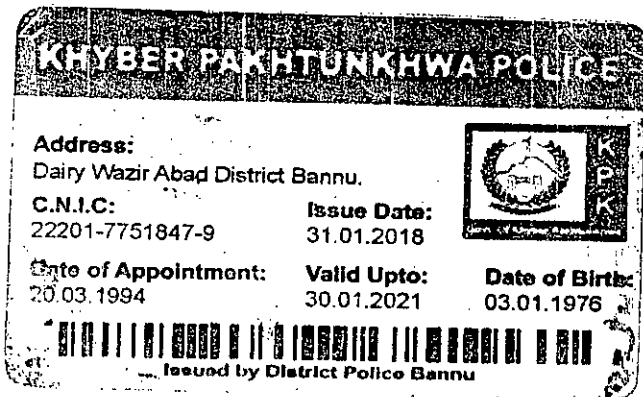 KHYBER PAKHTUNKHWA POLICE
Address:
Dairy Wazir Abad District Bannu.
C.N.I.C:
Issue Date:
22201-7751847-9
31.01.2018
KPK
Date of Appointment:
Valid Upto:
Date of Birth:
20.03.1994
30.01.2021
03.01.1976
Issued by District Police Bannu